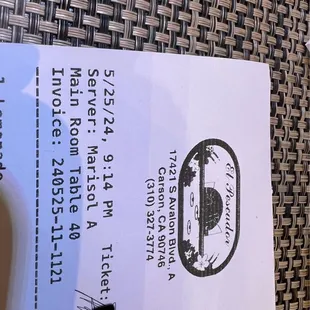 El Pescador
17421 S Avalon Blvd., A
Carson, CA 90746
(310) 327-3774
5/25/24, 9:14 PM Ticket:
Server: Marisol A
Main Room Table 40
Invoice: 240525-11-1121